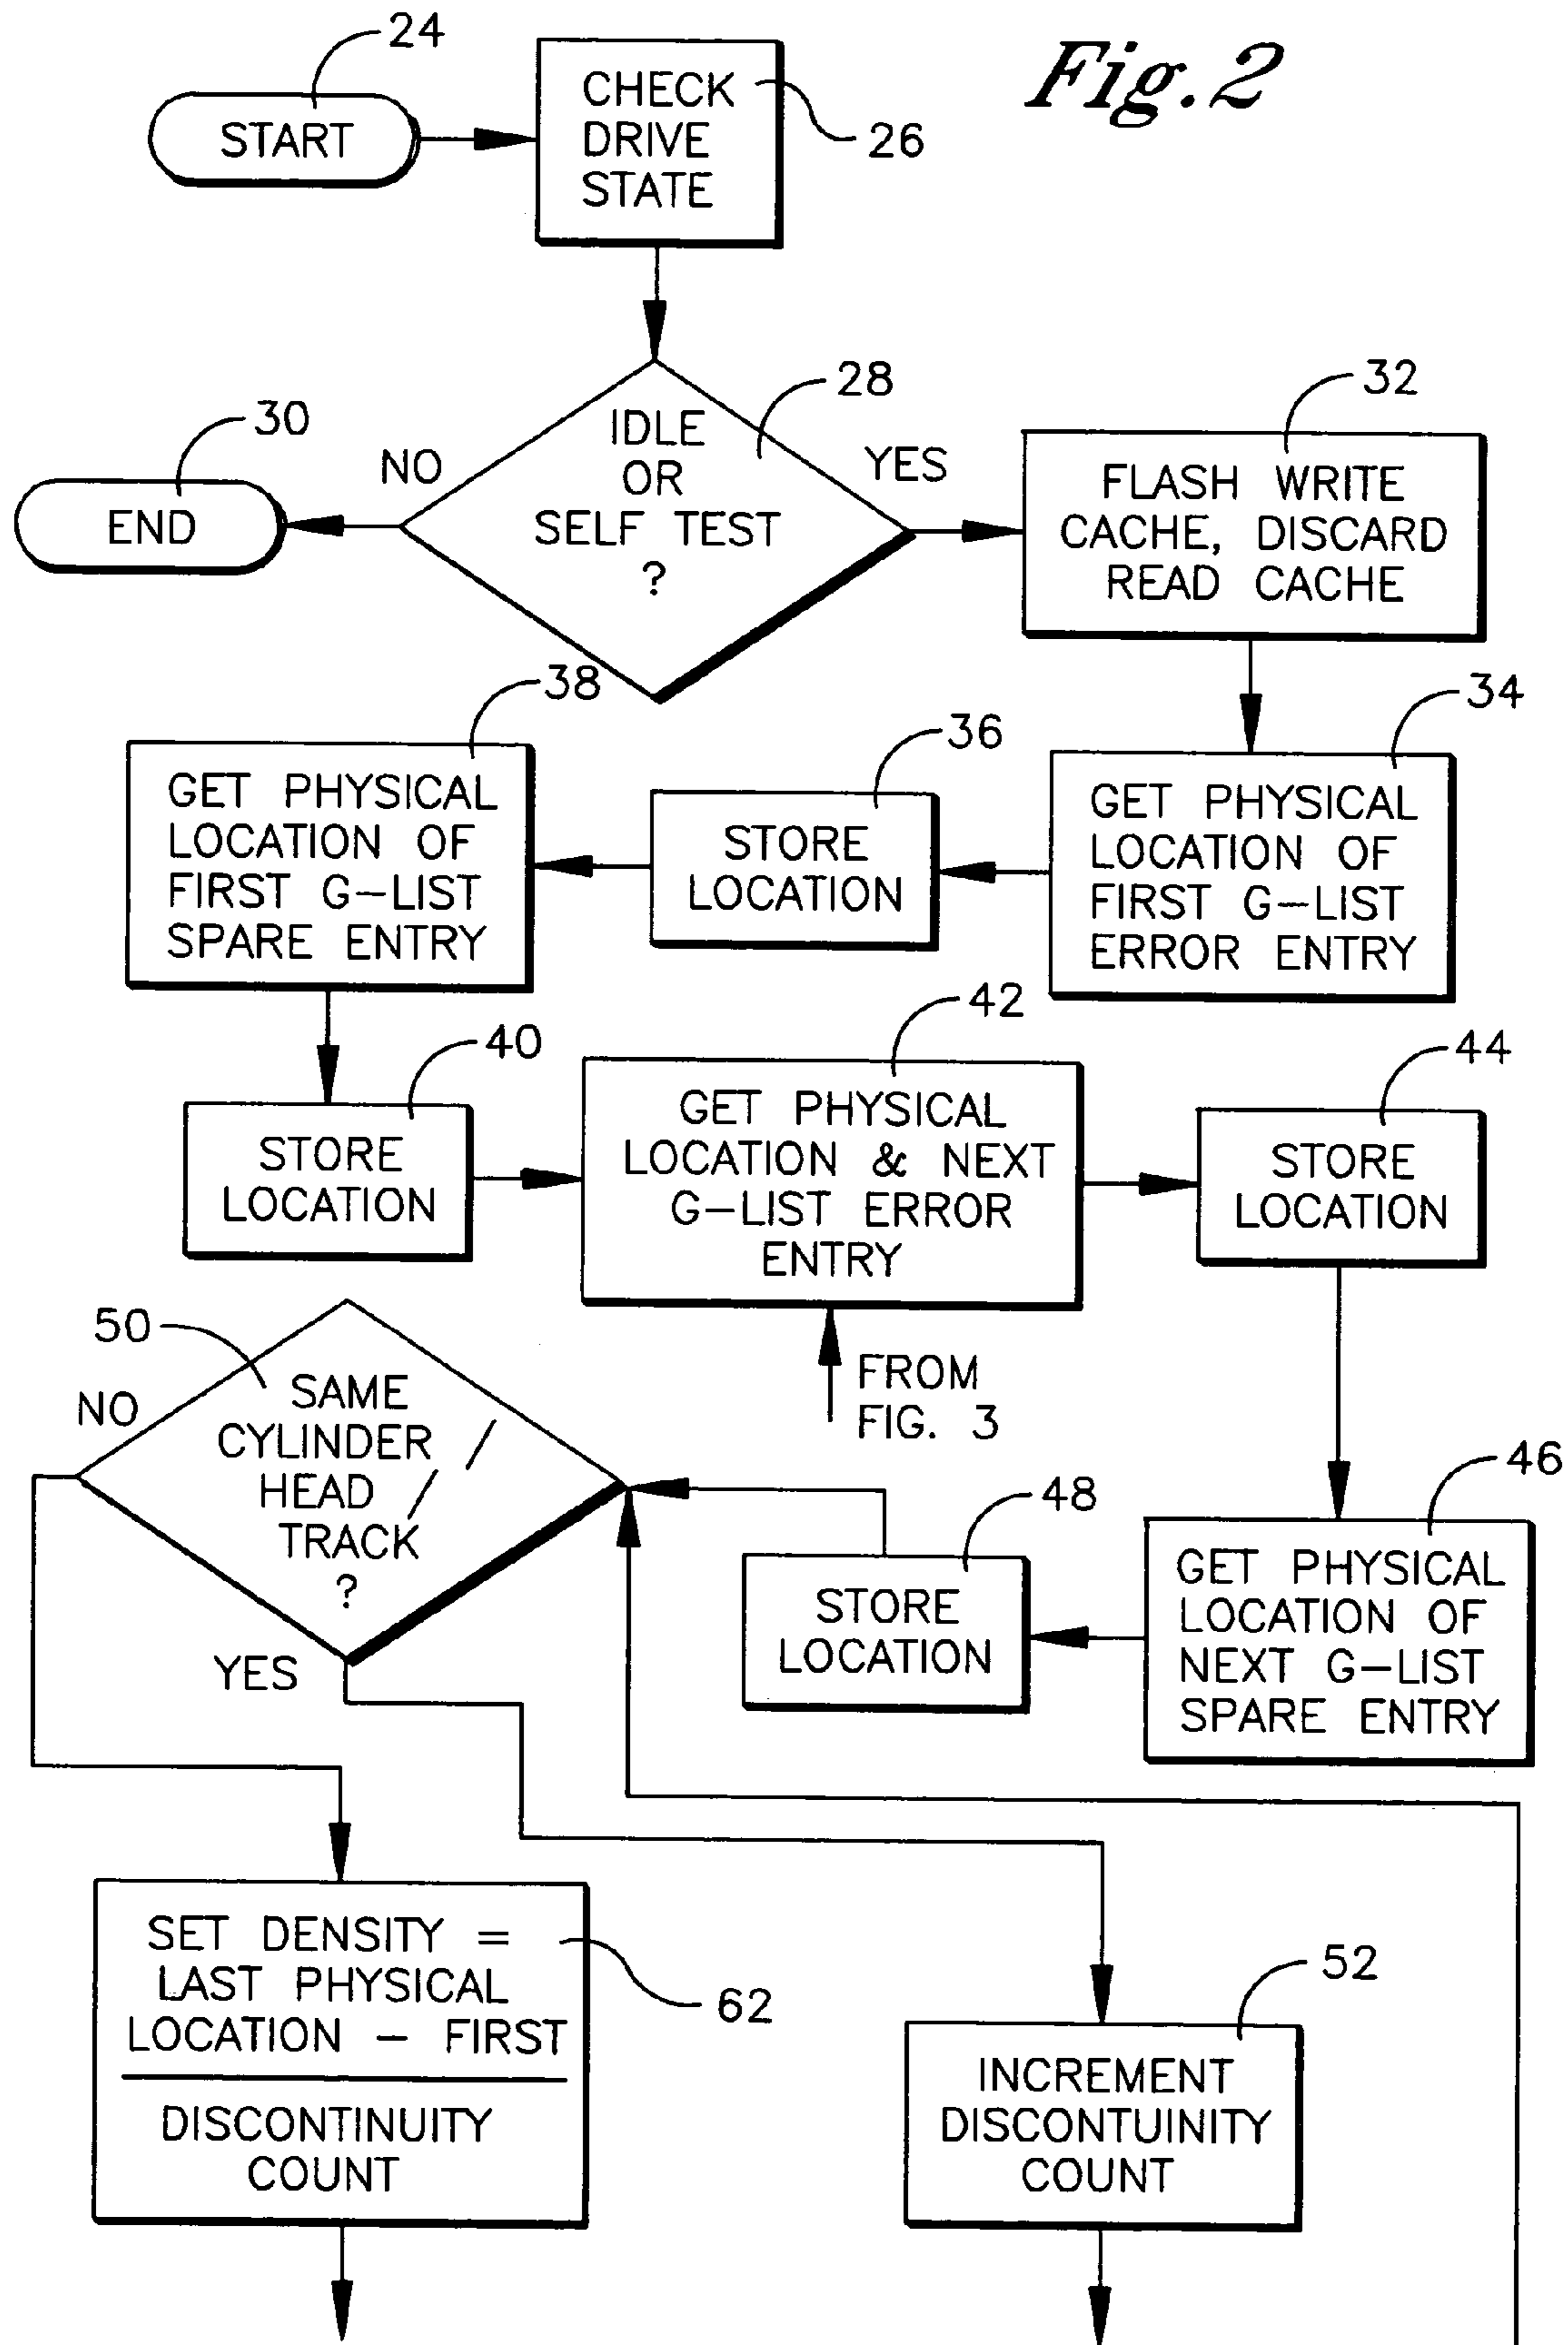 Fig. 2
24
START
CHECK
DRIVE
STATE
26
28
IDLE
OR
SELF TEST
?
NO
YES
30
END
32
FLASH WRITE
CACHE, DISCARD
READ CACHE
34
GET PHYSICAL
LOCATION OF
FIRST G-LIST
ERROR ENTRY
36
STORE
LOCATION
38
GET PHYSICAL
LOCATION OF
FIRST G-LIST
SPARE ENTRY
40
STORE
LOCATION
42
GET PHYSICAL
LOCATION & NEXT
G-LIST ERROR
ENTRY
FROM
FIG. 3
44
STORE
LOCATION
46
GET PHYSICAL
LOCATION OF
NEXT G-LIST
SPARE ENTRY
48
STORE
LOCATION
50
SAME
CYLINDER /
HEAD /
TRACK
?
NO
YES
SET DENSITY =
LAST PHYSICAL
LOCATION - FIRST
DISCONTINUITY
COUNT
62
52
INCREMENT
DISCONTUINITY
COUNT